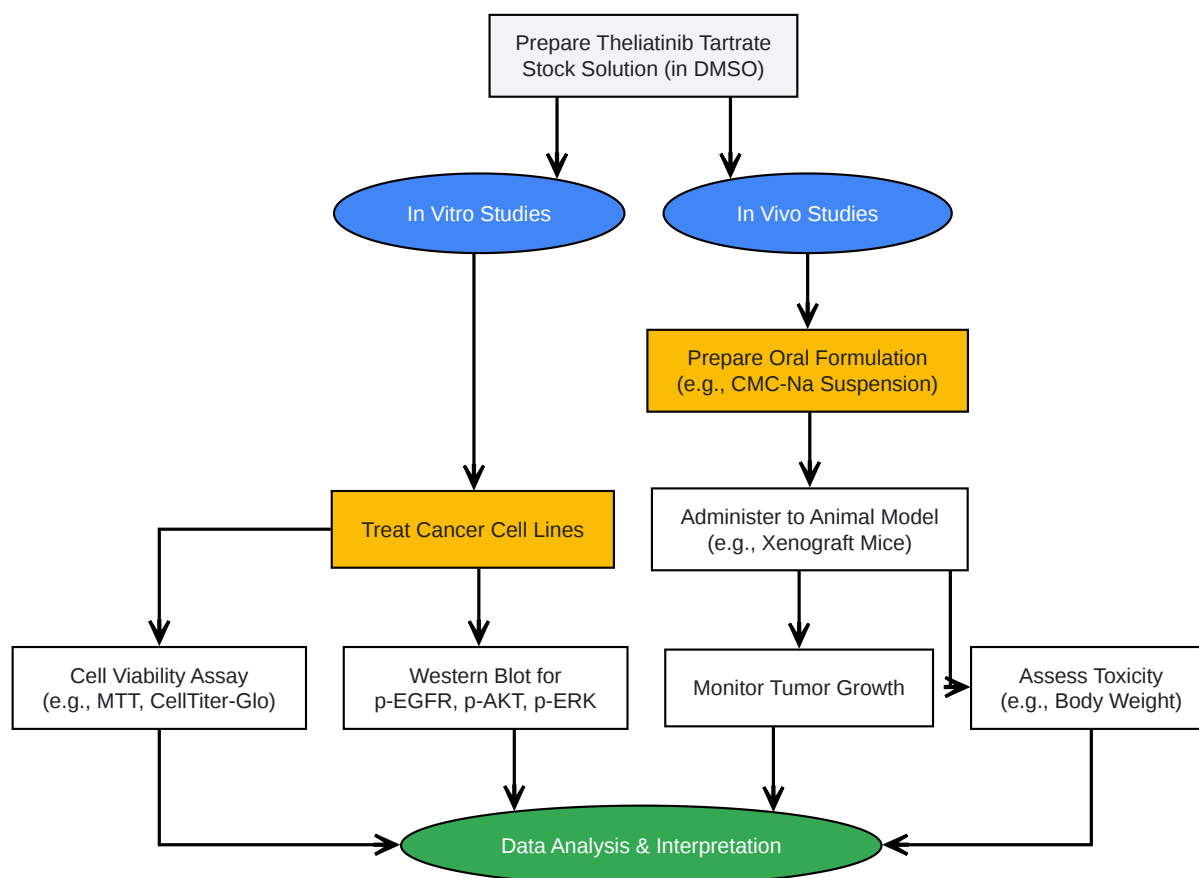 Prepare Theliatinib Tartrate
Stock Solution (in DMSO)
In Vitro Studies
In Vivo Studies
Prepare Oral Formulation
(e.g., CMC-Na Suspension)
Treat Cancer Cell Lines
Administer to Animal Model
(e.g., Xenograft Mice)
Cell Viability Assay
(e.g., MTT, CellTiter-Glo)
Western Blot for
p-EGFR, p-AKT, p-ERK
Monitor Tumor Growth
Assess Toxicity
(e.g., Body Weight)
Data Analysis & Interpretation